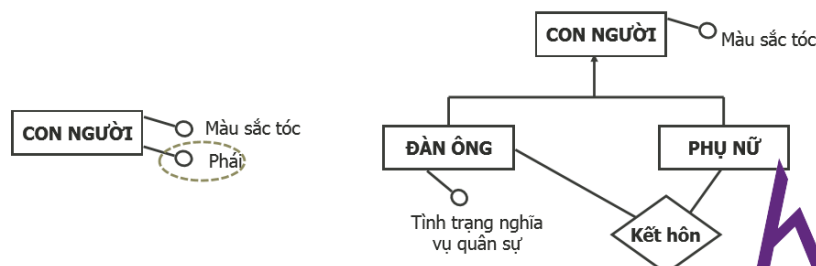 CON NGƯỜI
Màu sắc tóc
Phái
CON NGƯỜI
Màu sắc tóc
ĐÀN ÔNG
PHỤ NỮ
Tình trạng nghĩa
vụ quân sự
Kết hôn